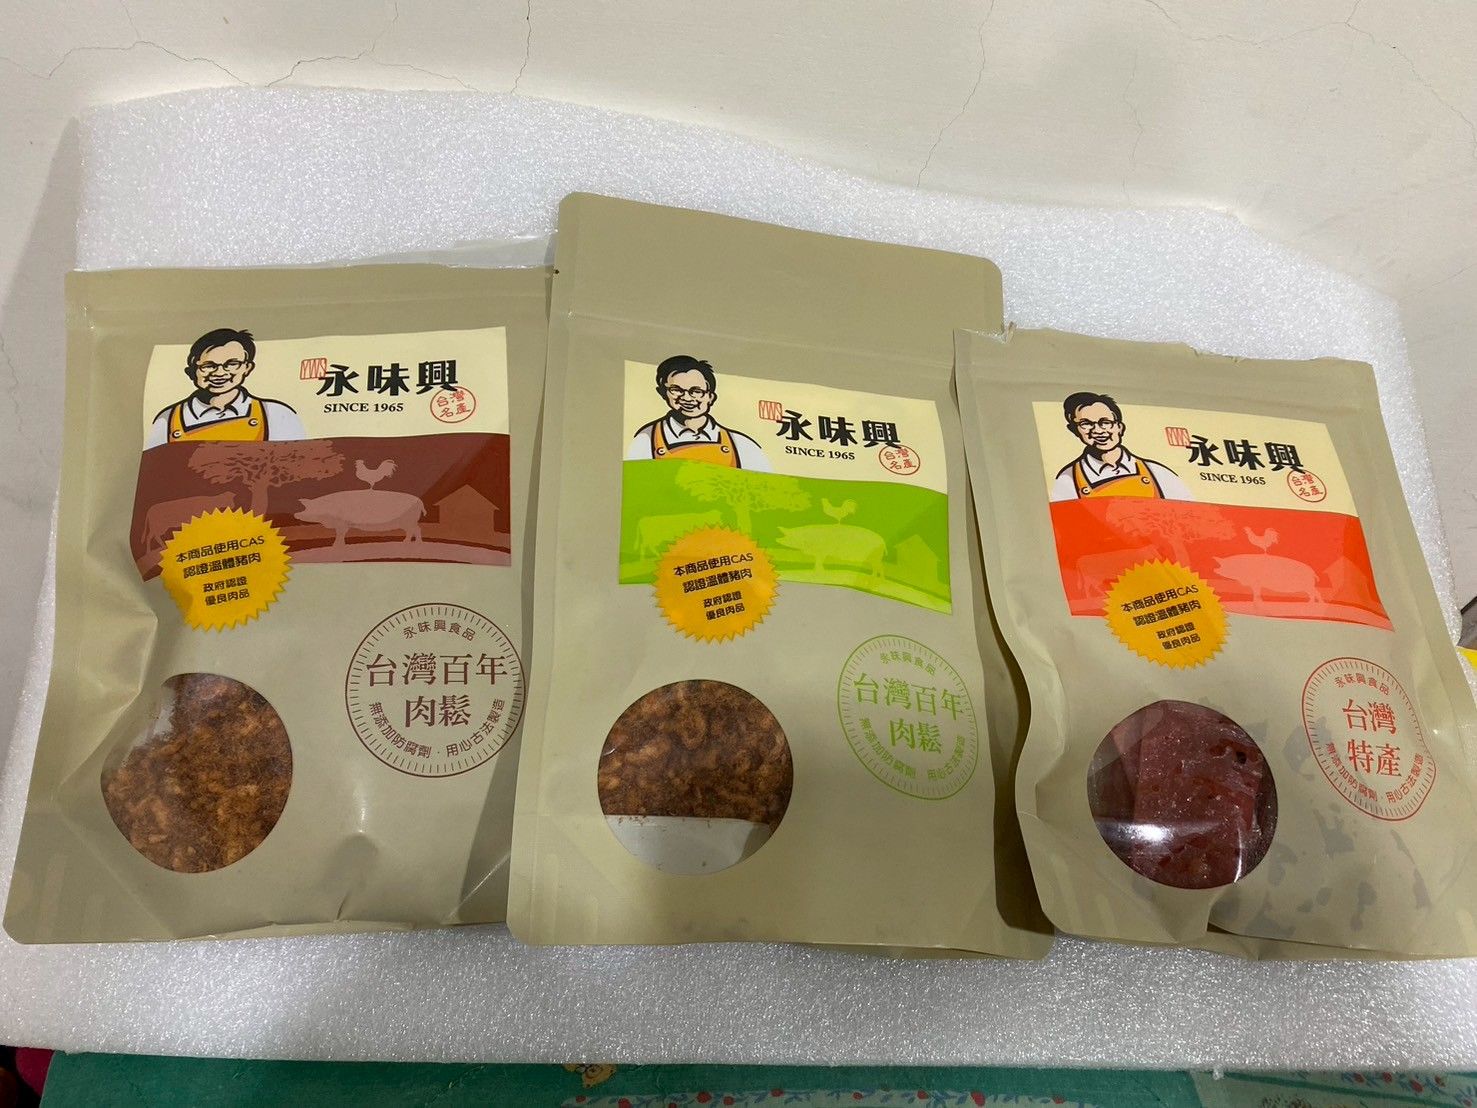 YWS
永味興
SINCE 1965
台灣
名產
本商品使用CAS
認證溫體豬肉
政府認證
優良肉品
永味興食品
台灣百年
肉鬆
無添加防腐劑·用心古法製造
YWS
永味興
SINCE 1965
台灣
名產
本商品使用CAS
認證溫體豬肉
政府認證
優良肉品
永味興食品
台灣百年
肉鬆
無添加防腐劑·用心古法製造
YWS
永味興
SINCE 1965
台灣
名產
本商品使用CAS
認證溫體豬肉
政府認證
優良肉品
永味興食品
台灣
特產
無添加防腐劑·用心古法製造